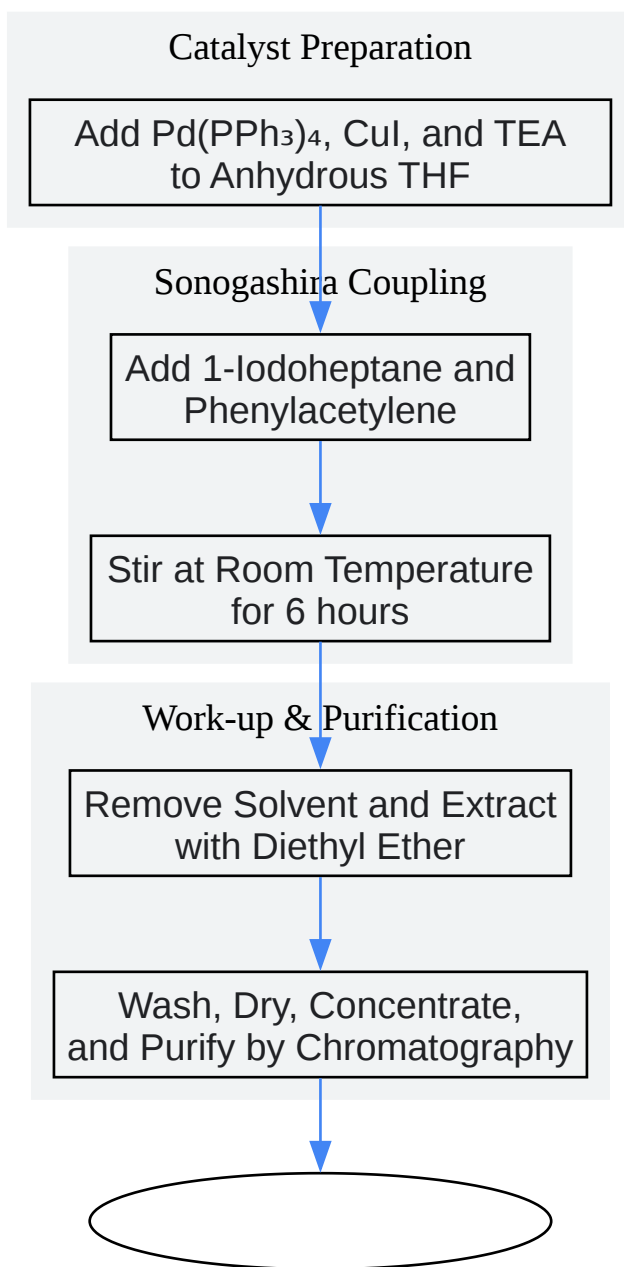 Catalyst Preparation
Add Pd(PPh₃)₄, CuI, and TEA
to Anhydrous THF
Sonogashira Coupling
Add 1-Iodoheptane and
Phenylacetylene
Stir at Room Temperature
for 6 hours
Work-up & Purification
Remove Solvent and Extract
with Diethyl Ether
Wash, Dry, Concentrate,
and Purify by Chromatography